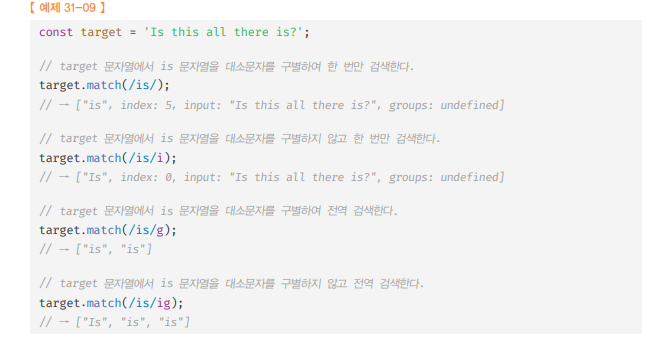 【 예제 31-09 】
const target = 'Is this all there is?';
// target 문자열에서 is 문자열을 대소문자를 구별하여 한 번만 검색한다.
target.match(/is/);
// → ["is", index: 5, input: "Is this all there is?", groups: undefined]
// target 문자열에서 is 문자열을 대소문자를 구별하지 않고 한 번만 검색한다.
target.match(/is/i);
// → ["Is", index: 0, input: "Is this all there is?", groups: undefined]
// target 문자열에서 is 문자열을 대소문자를 구별하여 전역 검색한다.
target.match(/is/g);
// → ["is", "is"]
// target 문자열에서 is 문자열을 대소문자를 구별하지 않고 전역 검색한다.
target.match(/is/ig);
// → ["Is", "is", "is"]